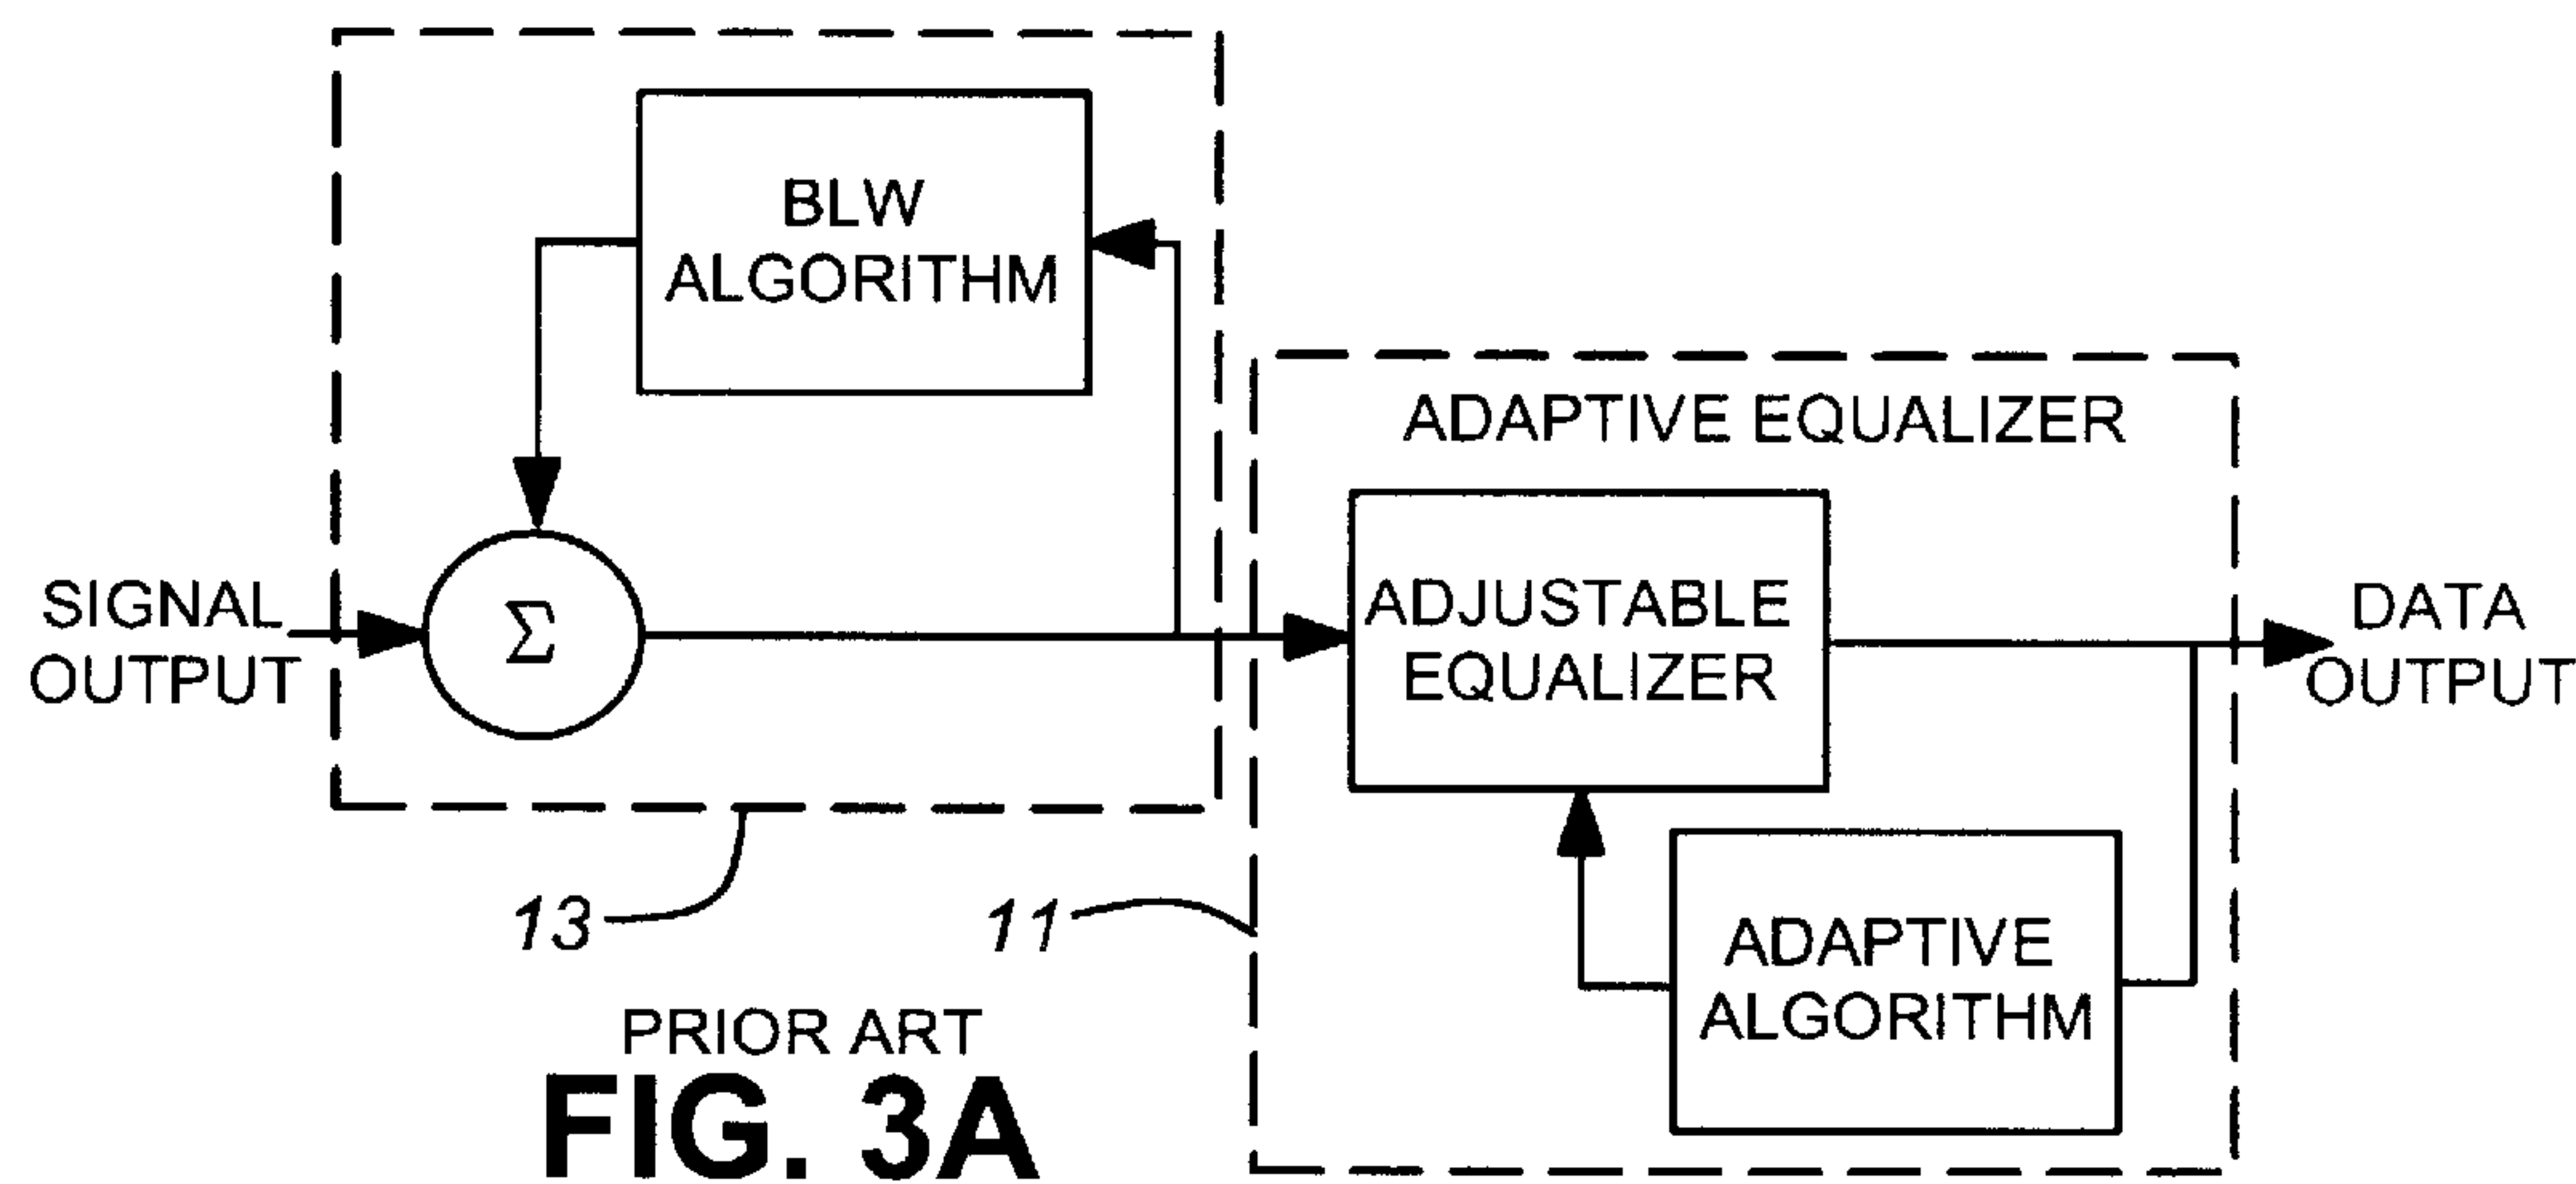 BLW
ALGORITHM
SIGNAL
OUTPUT
Σ
13
ADAPTIVE EQUALIZER
ADJUSTABLE
EQUALIZER
DATA
OUTPUT
11
ADAPTIVE
ALGORITHM
PRIOR ART
FIG. 3A